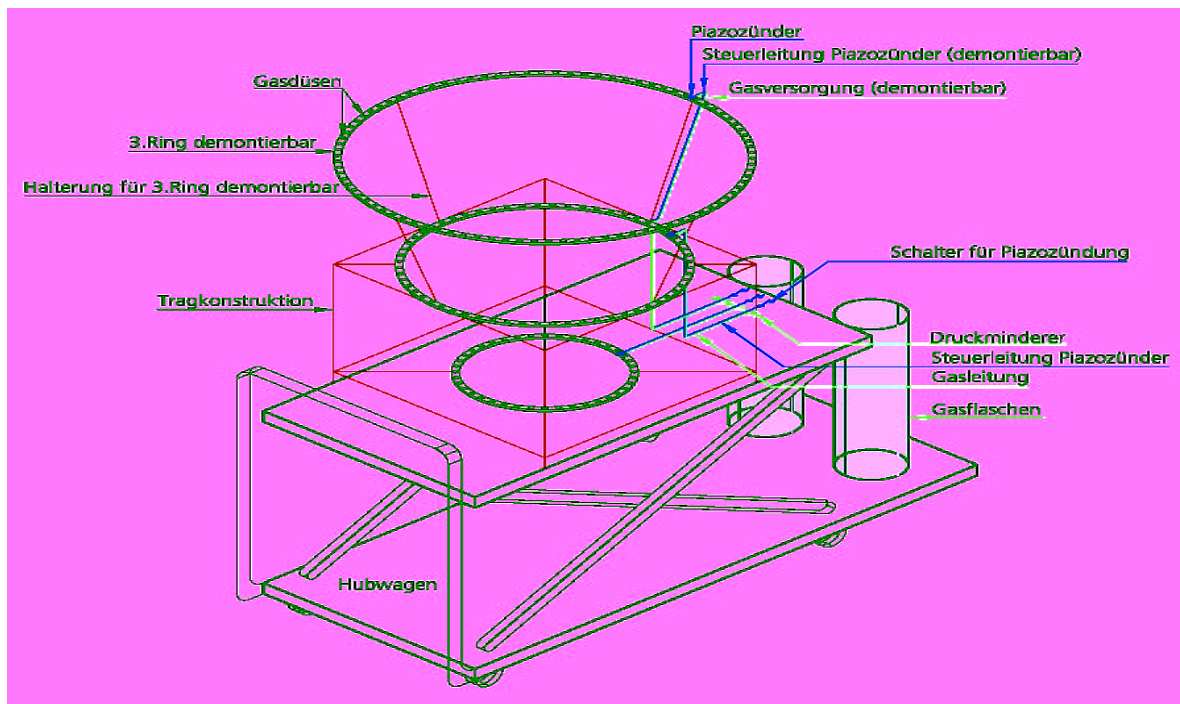 Piazozünder
Steuerleitung Piazozünder (demontierbar)
Gasdüsen
Gasversorgung (demontierbar)
3.Ring demontierbar
Halterung für 3.Ring demontierbar
Schalter für Piazozündung
Tragkonstruktion
Druckminderer
Steuerleitung Piazozünder
Gasleitung
Gasflaschen
Hubwagen